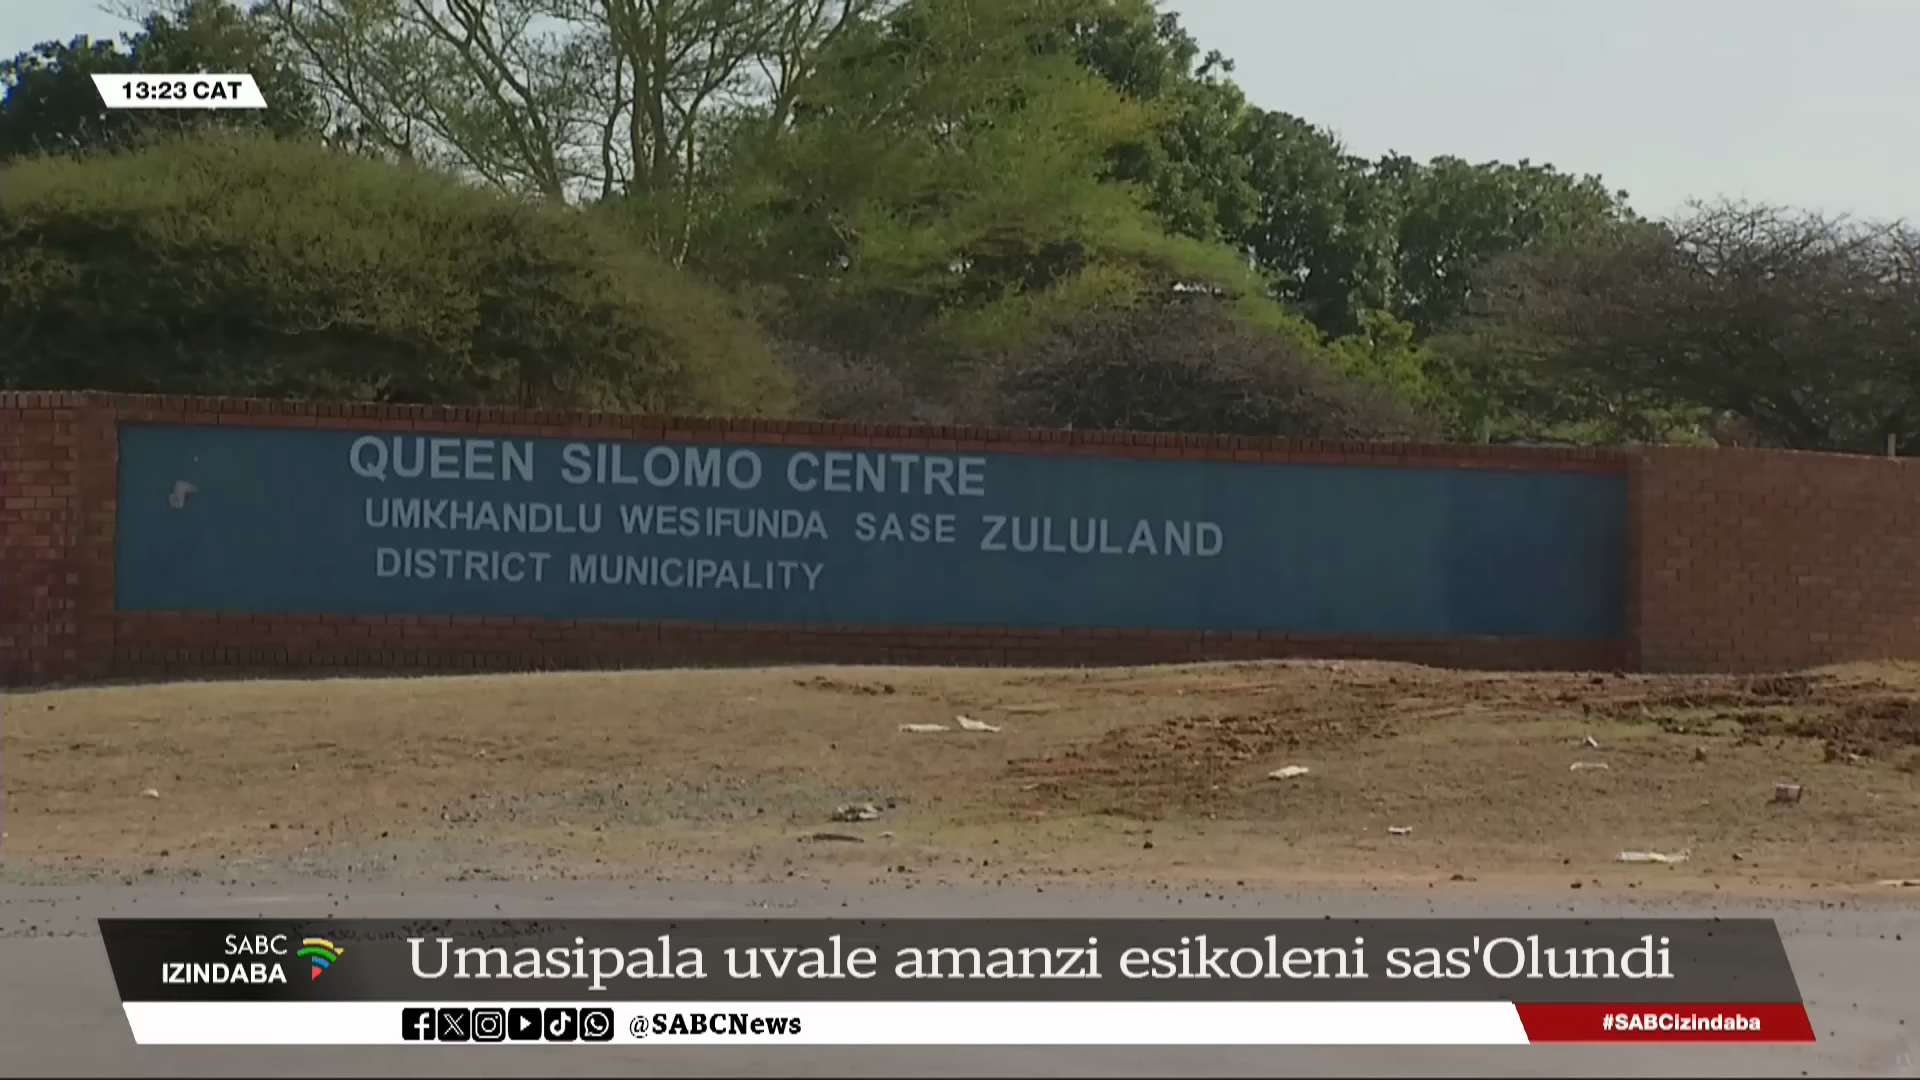 13:23 CAT
QUEEN SILOMO CENTRE
UMKHANDLU WESIFUNDA SASE ZULULAND
DISTRICT MUNICIPALITY
SABC
IZINDABA
Umasipala uvale amanzi esikoleni sas'Olundi
@SABCNews
#SABCizindaba